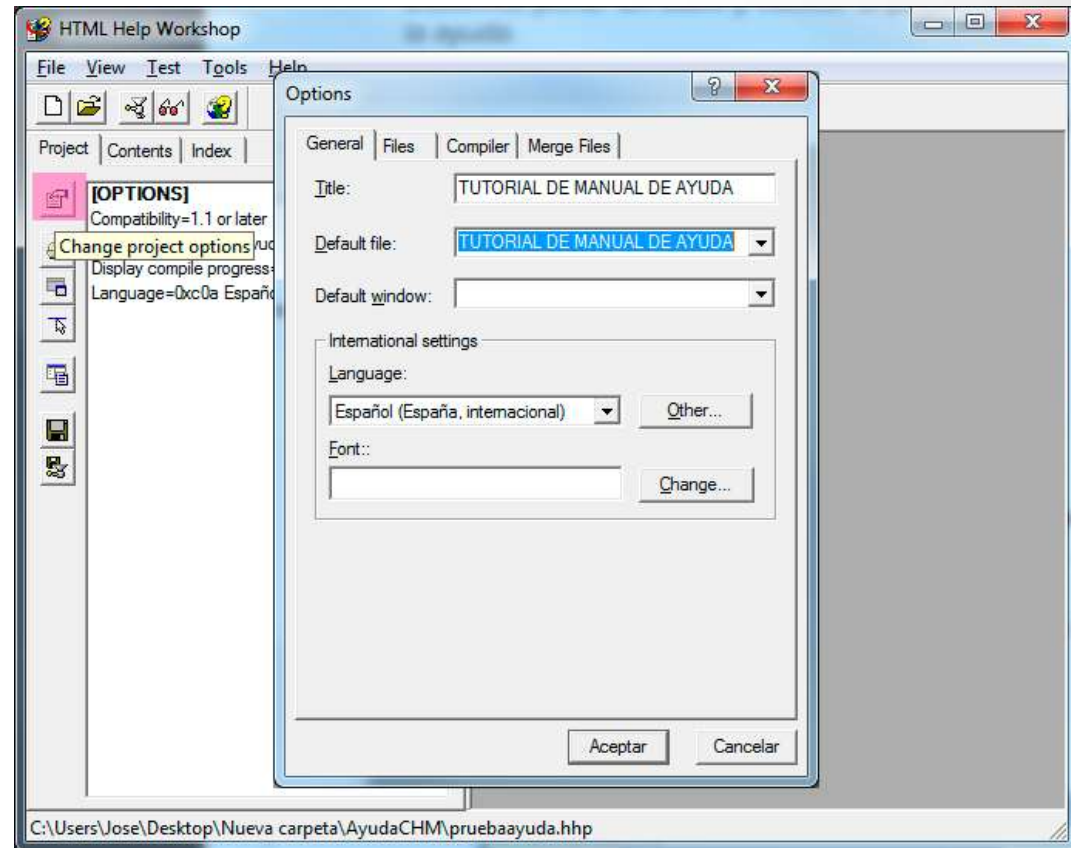 la ayuda
HTML Help Workshop
File View Test Tools Help
Options
General Files Compiler Merge Files
Project Contents Index
Title: TUTORIAL DE MANUAL DE AYUDA
[OPTIONS]
Compatibility=1.1 or later
Change project options
Default file: TUTORIAL DE MANUAL DE AYUDA
Display compile progress=
Language=0xc0a Españo
Default window:
International settings
Language:
Español (España, internacional) Other...
Font::
Change...
Aceptar Cancelar
C:\Users\Jose\Desktop\Nueva carpeta\AyudaCHM\pruebaayuda.hhp